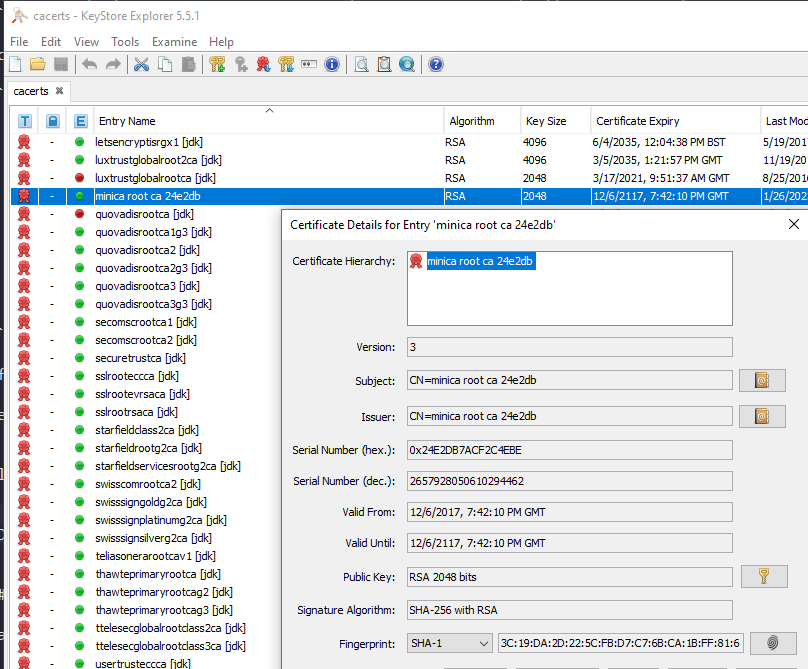 cacerts - KeyStore Explorer 5.5.1
File Edit View Tools Examine Help
cacerts
T E Entry Name Algorithm Key Size Certificate Expiry Last Mod
letsencryptisrgx1 [jdk] RSA 4096 6/4/2035, 12:04:38 PM BST 5/19/201
luxtrustglobalroot2ca [jdk] RSA 4096 3/5/2035, 1:21:57 PM GMT 11/19/20
luxtrustglobalrootca [jdk] RSA 2048 3/17/2021, 9:51:37 AM GMT 8/25/201
minica root ca 24e2db RSA 2048 12/6/2117, 7:42:10 PM GMT 1/26/202
quovadisrootca [jdk]
quovadisrootca1g3 [jdk]
quovadisrootca2 [jdk]
quovadisrootca2g3 [jdk]
quovadisrootca3 [jdk]
quovadisrootca3g3 [jdk]
secomscrootca1 [jdk]
secomscrootca2 [jdk]
securetrustca [jdk]
sslrooteccca [jdk]
sslrootevrsaca [jdk]
sslrootrsaca [jdk]
starfieldclass2ca [jdk]
starfieldrootg2ca [jdk]
starfieldservicesrootg2ca [jdk]
swisscomrootca2 [jdk]
swisssigngoldg2ca [jdk]
swisssignplatinumg2ca [jdk]
swisssignsilverg2ca [jdk]
teliasonerarootcav1 [jdk]
thawteprimaryrootca [jdk]
thawteprimaryrootcag2 [jdk]
thawteprimaryrootcag3 [jdk]
ttelesecglobalrootclass2ca [jdk]
ttelesecglobalrootclass3ca [jdk]
usertrusteccca [jdk]
Certificate Details for Entry 'minica root ca 24e2db'
Certificate Hierarchy: minica root ca 24e2db
Version: 3
Subject: CN=minica root ca 24e2db
Issuer: CN=minica root ca 24e2db
Serial Number (hex.): 0x24E2DB7ACF2C4EBE
Serial Number (dec.): 2657928050610294462
Valid From: 12/6/2017, 7:42:10 PM GMT
Valid Until: 12/6/2117, 7:42:10 PM GMT
Public Key: RSA 2048 bits
Signature Algorithm: SHA-256 with RSA
Fingerprint: SHA-1 3C:19:DA:2D:22:5C:FB:D7:C7:6B:CA:1B:FF:81:6